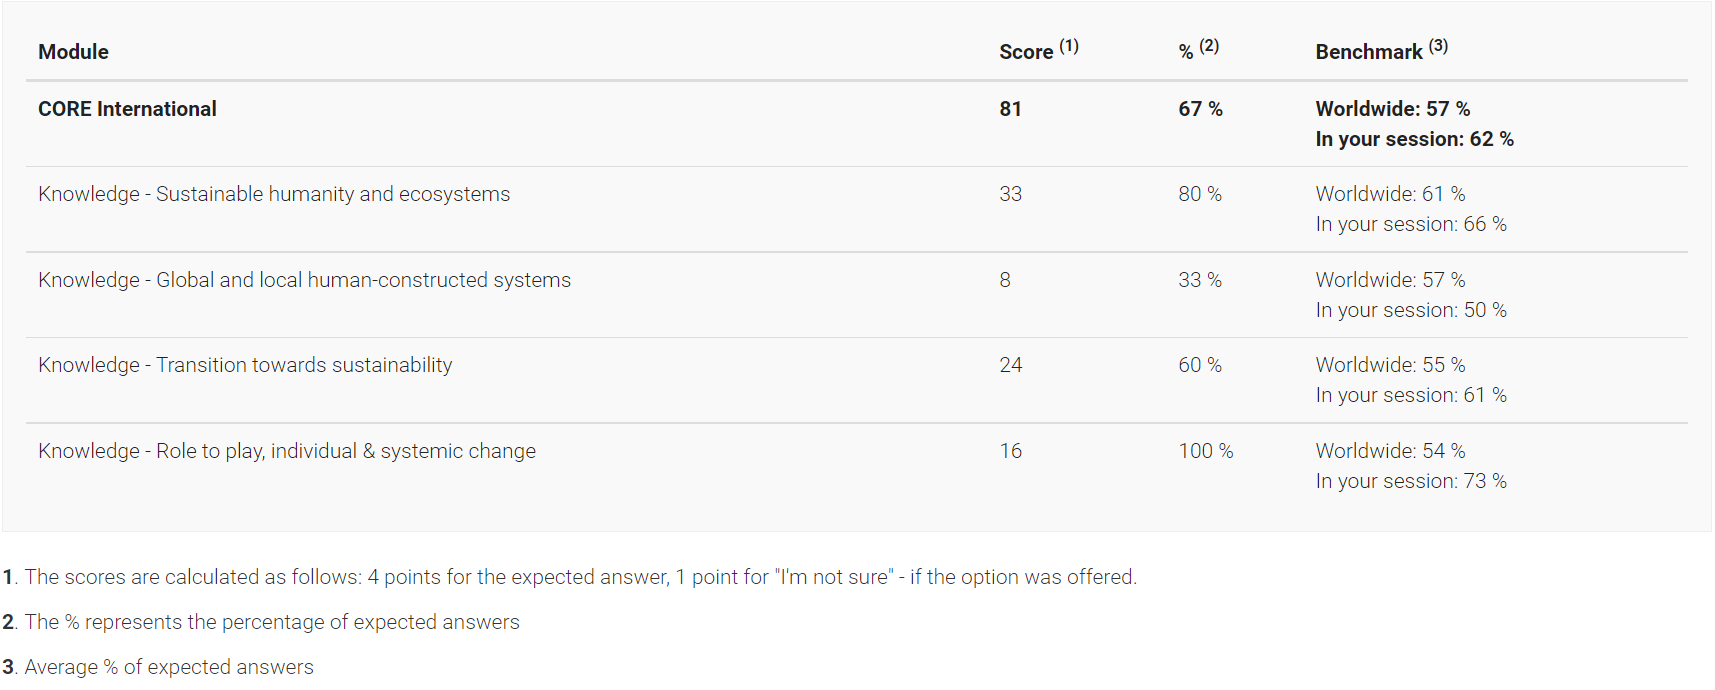 Module Score (1) % (2) Benchmark (3)
CORE International 81 67 % Worldwide: 57 %
In your session: 62 %
Knowledge - Sustainable humanity and ecosystems 33 80 % Worldwide: 61 %
In your session: 66 %
Knowledge - Global and local human-constructed systems 8 33 % Worldwide: 57 %
In your session: 50 %
Knowledge - Transition towards sustainability 24 60 % Worldwide: 55 %
In your session: 61 %
Knowledge - Role to play, individual & systemic change 16 100 % Worldwide: 54 %
In your session: 73 %
1. The scores are calculated as follows: 4 points for the expected answer, 1 point for "I'm not sure" - if the option was offered.
2. The % represents the percentage of expected answers
3. Average % of expected answers